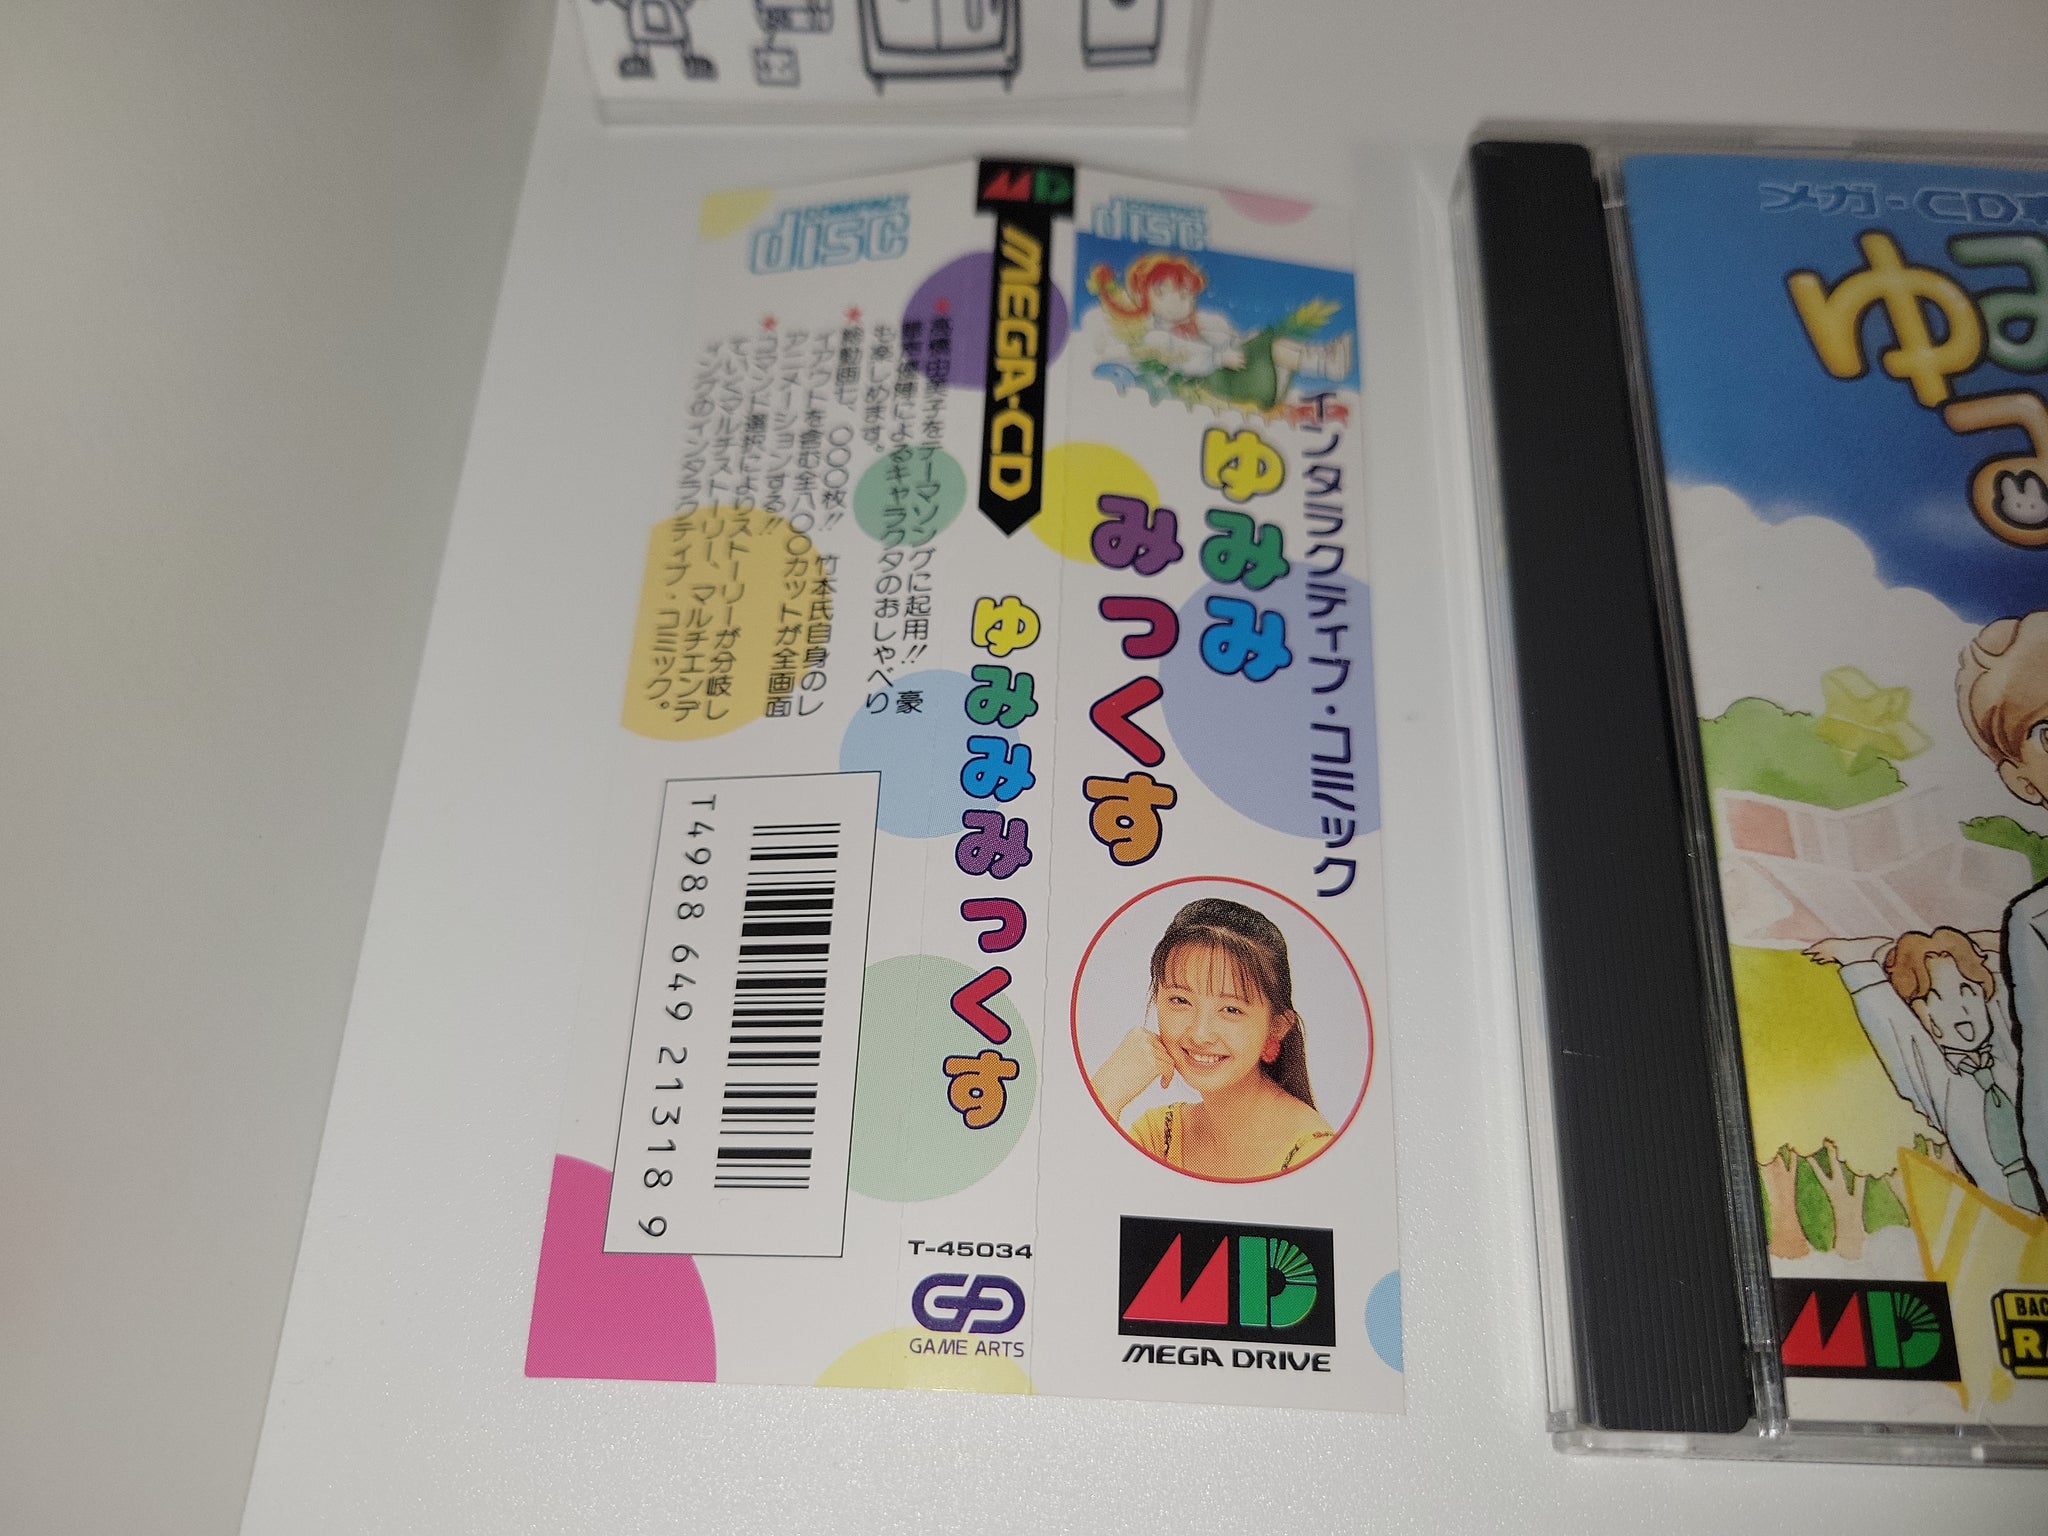 COMPACT
disc
★高橋由美子をテーマソングに起用!! 豪
華声優陣によるキャラクタのおしゃべり
も楽しめます。
★総動画七、〇〇〇枚!! 竹本氏自身のレ
イアウトを含む全八〇〇カットが全画面
アニメーションする!!
★コマンド選択によりストーリーが分岐し
ていくマルチストーリー、マルチエンデ
ィングのインタラクティブ・コミック。
T4988 649 21318 9
MD
MEGA-CD
ゆみみみっくす
T-45034
GAME ARTS
COMPACT
disc
インタラクティブ・コミック
ゆみみ
みっくす
MD
MEGA DRIVE
メガ-CD
ゆみ
MD